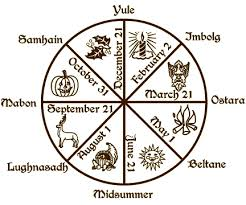 Yule
Samhain
Imbolg
December 21
October 31
February 2
Mabon
September 21
March 21
Ostara
August 1
May 1
Lughnasadh
June 21
Beltane
Midsummer